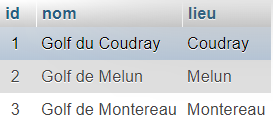 id nom lieu
1 Golf du Coudray Coudray
2 Golf de Melun Melun
3 Golf de Montereau Montereau